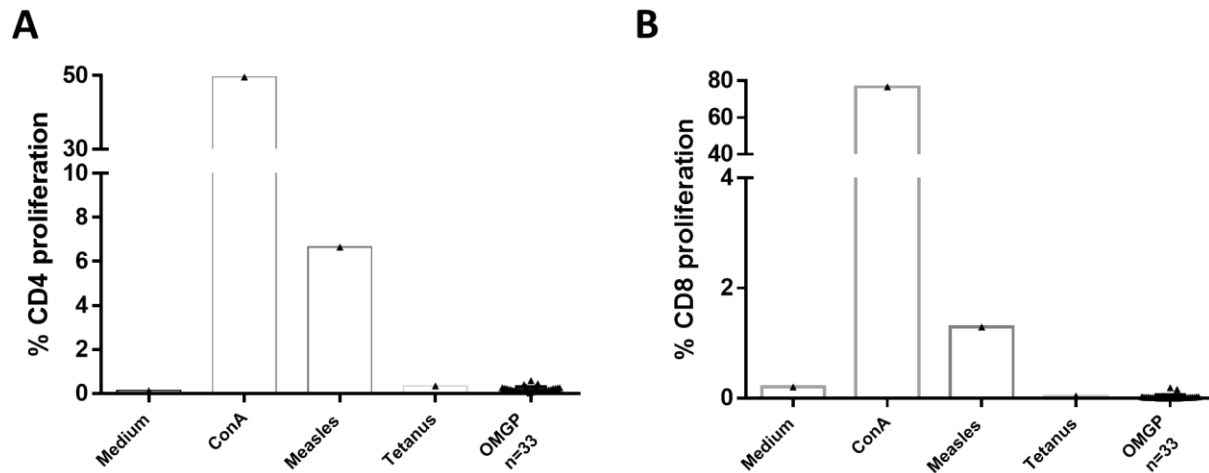 A
% CD4 proliferation
50
30
10
8
6
4
2
0
Medium
ConA
Measles
Tetanus
OMGP
n=33
B
% CD8 proliferation
80
60
40
4
2
0
Medium
ConA
Measles
Tetanus
OMGP
n=33